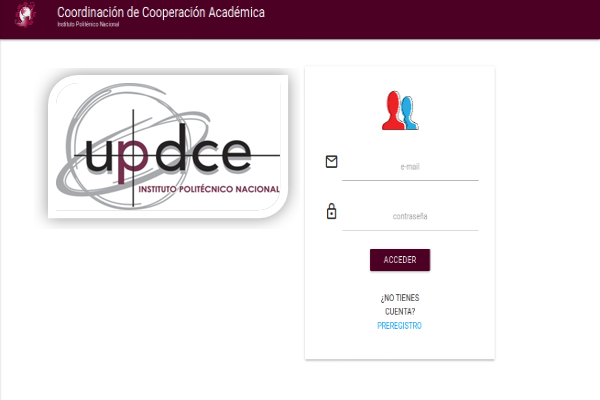 Coordinación de Cooperación Académica
Instituto Politécnico Nacional
updce
INSTITUTO POLITÉCNICO NACIONAL
e-mail
contraseña
ACCEDER
¿NO TIENES
CUENTA?
PREREGISTRO